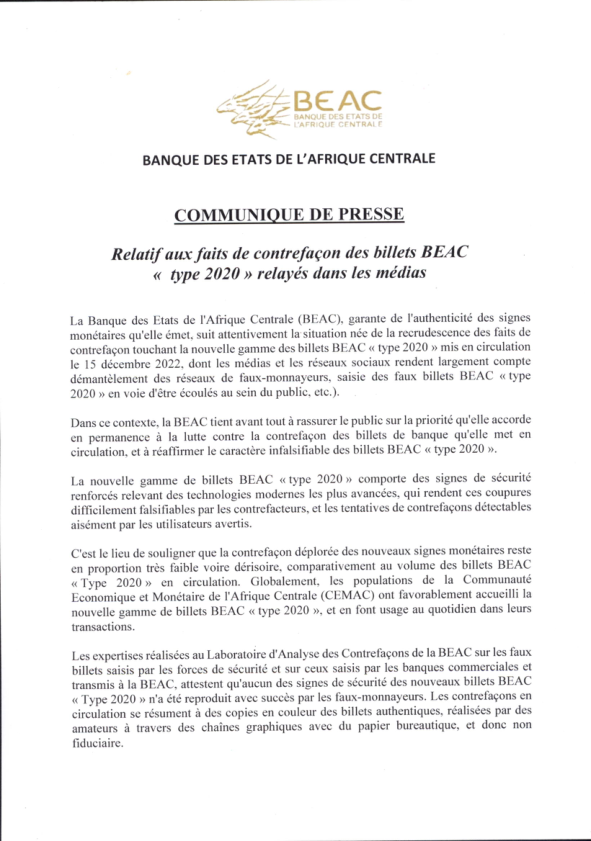 BEAC
BANQUE DES ETATS DE
L'AFRIQUE CENTRALE
BANQUE DES ETATS DE L'AFRIQUE CENTRALE
COMMUNIQUE DE PRESSE
Relatif aux faits de contrefaçon des billets BEAC
« type 2020 » relayés dans les médias
La Banque des Etats de l'Afrique Centrale (BEAC), garante de l'authenticité des signes
monétaires qu'elle émet, suit attentivement la situation née de la recrudescence des faits de
contrefaçon touchant la nouvelle gamme des billets BEAC « type 2020 » mis en circulation
le 15 décembre 2022, dont les médias et les réseaux sociaux rendent largement compte
démantèlement des réseaux de faux-monnayeurs, saisie des faux billets BEAC « type
2020 » en voie d'être écoulés au sein du public, etc.).
Dans ce contexte, la BEAC tient avant tout à rassurer le public sur la priorité qu'elle accorde
en permanence à la lutte contre la contrefaçon des billets de banque qu'elle met en
circulation, et à réaffirmer le caractère infalsifiable des billets BEAC « type 2020 ».
La nouvelle gamme de billets BEAC « type 2020 » comporte des signes de sécurité
renforcés relevant des technologies modernes les plus avancées, qui rendent ces coupures
difficilement falsifiables par les contrefacteurs, et les tentatives de contrefaçons détectables
aisément par les utilisateurs avertis.
C'est le lieu de souligner que la contrefaçon déplorée des nouveaux signes monétaires reste
en proportion très faible voire dérisoire, comparativement au volume des billets BEAC
« Type 2020 » en circulation. Globalement, les populations de la Communauté
Economique et Monétaire de l'Afrique Centrale (CEMAC) ont favorablement accueilli la
nouvelle gamme de billets BEAC « type 2020 », et en font usage au quotidien dans leurs
transactions.
Les expertises réalisées au Laboratoire d'Analyse des Contrefaçons de la BEAC sur les faux
billets saisis par les forces de sécurité et sur ceux saisis par les banques commerciales et
transmis à la BEAC, attestent qu'aucun des signes de sécurité des nouveaux billets BEAC
« Type 2020 » n'a été reproduit avec succès par les faux-monnayeurs. Les contrefaçons en
circulation se résument à des copies en couleur des billets authentiques, réalisées par des
amateurs à travers des chaînes graphiques avec du papier bureautique, et donc non
fiduciaire.